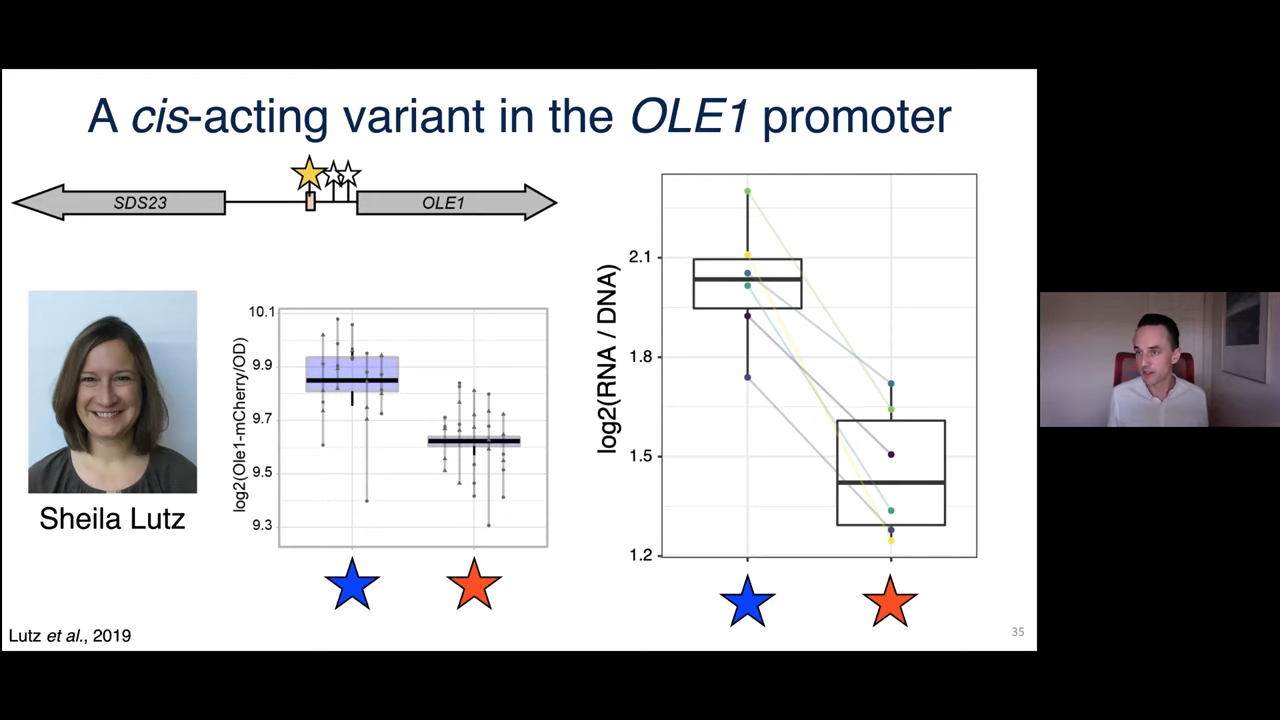 A cis-acting variant in the OLE1 promoter
SDS23
OLE1
Sheila Lutz
log2(Ole1-mCherry/OD)
10.1
9.9
9.7
9.5
9.3
log2(RNA / DNA)
2.1
1.8
1.5
1.2
Lutz et al., 2019
35